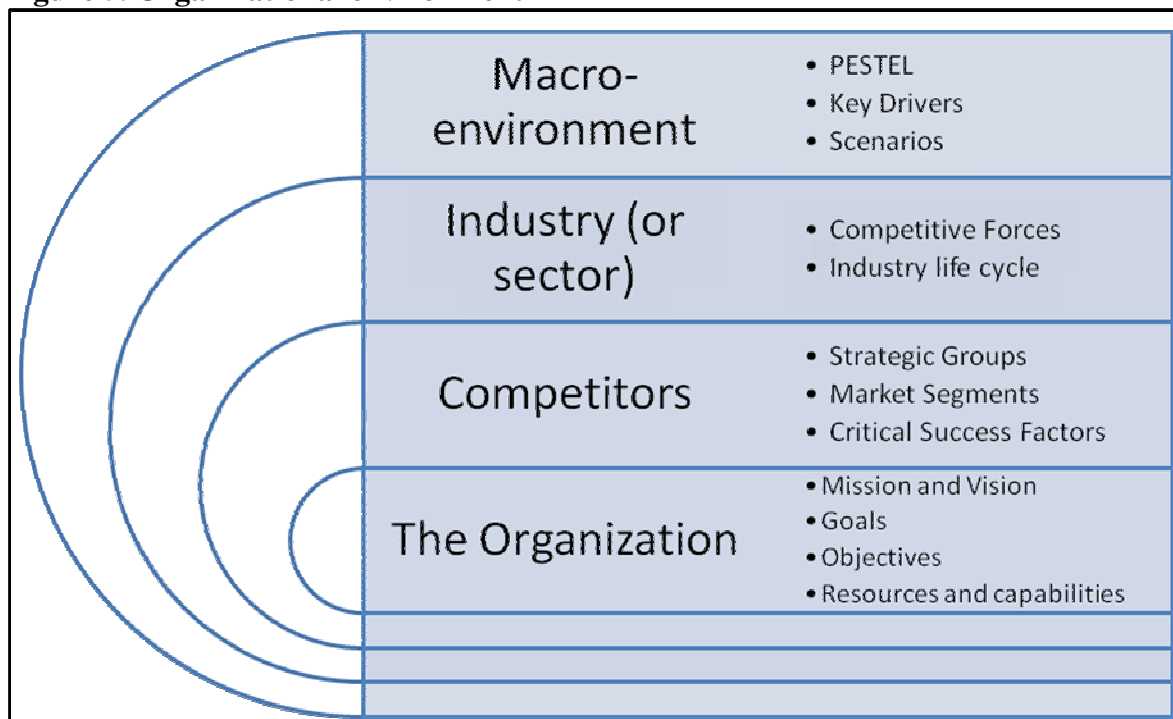 Macro-
environment
• PESTEL
• Key Drivers
• Scenarios
Industry (or
sector)
• Competitive Forces
• Industry life cycle
Competitors
• Strategic Groups
• Market Segments
• Critical Success Factors
The Organization
• Mission and Vision
• Goals
• Objectives
• Resources and capabilities